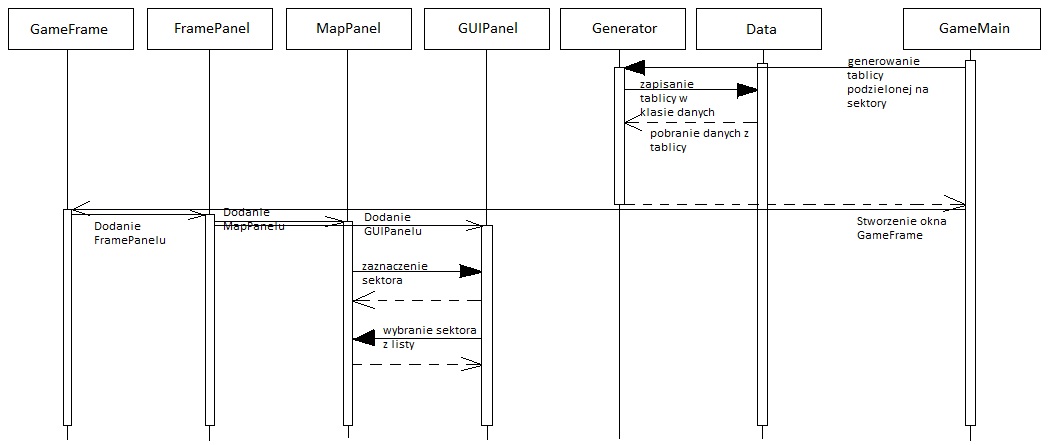 GameFrame
FramePanel
MapPanel
GUIPanel
Generator
Data
GameMain
generowanie
tablicy
podzielonej na
sektory
zapisanie
tablicy w
klasie danych
pobranie danych z
tablicy
Stworzenie okna
GameFrame
Dodanie
FramePanelu
Dodanie
MapPanelu
Dodanie
GUIPanelu
zaznaczenie
sektora
wybranie sektora
z listy